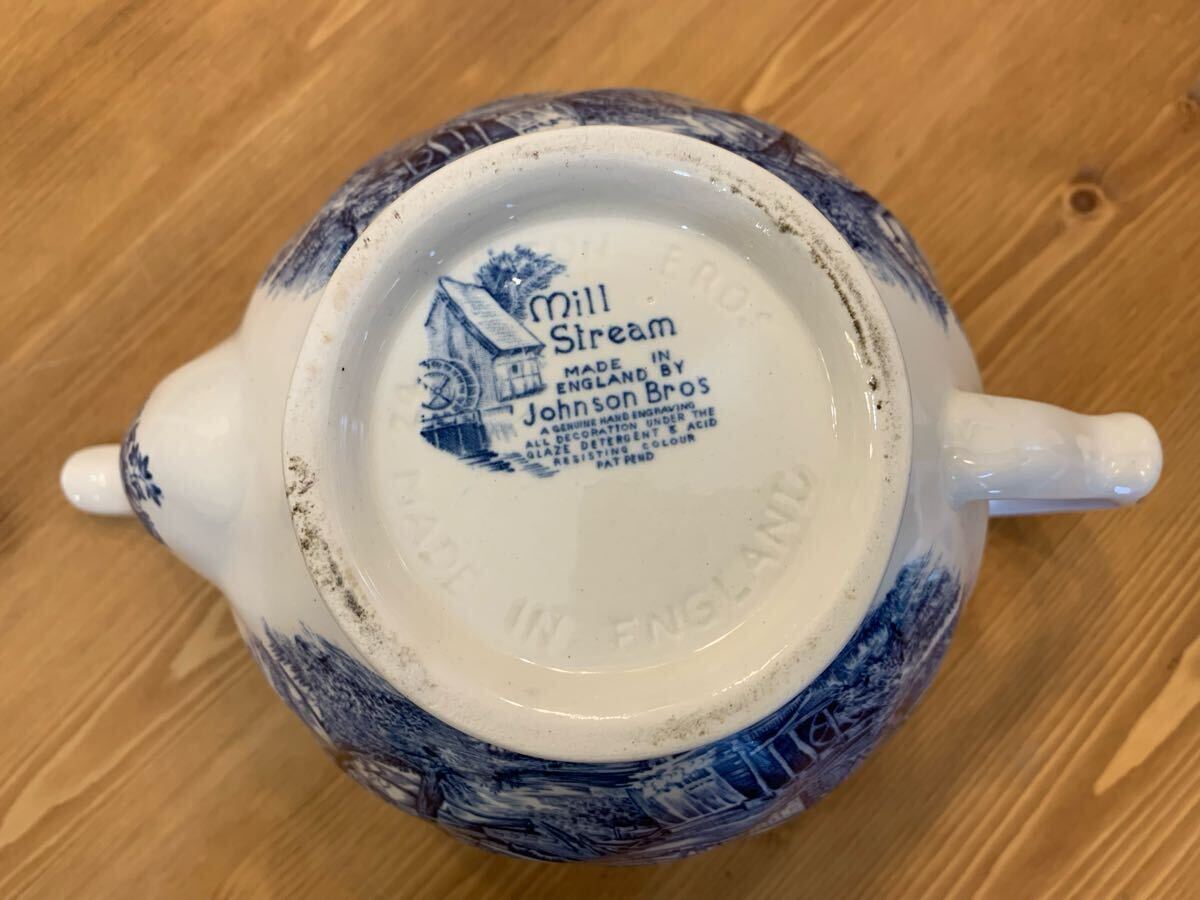 Mill
Stream
MADE IN
ENGLAND BY
Johnson Bro's
A GENUINE HAND ENGRAVING
ALL DECORATION UNDER THE
GLAZE DETERGENT & ACID
RESISTING COLOUR
PAT PEND
MADE IN ENGLAND